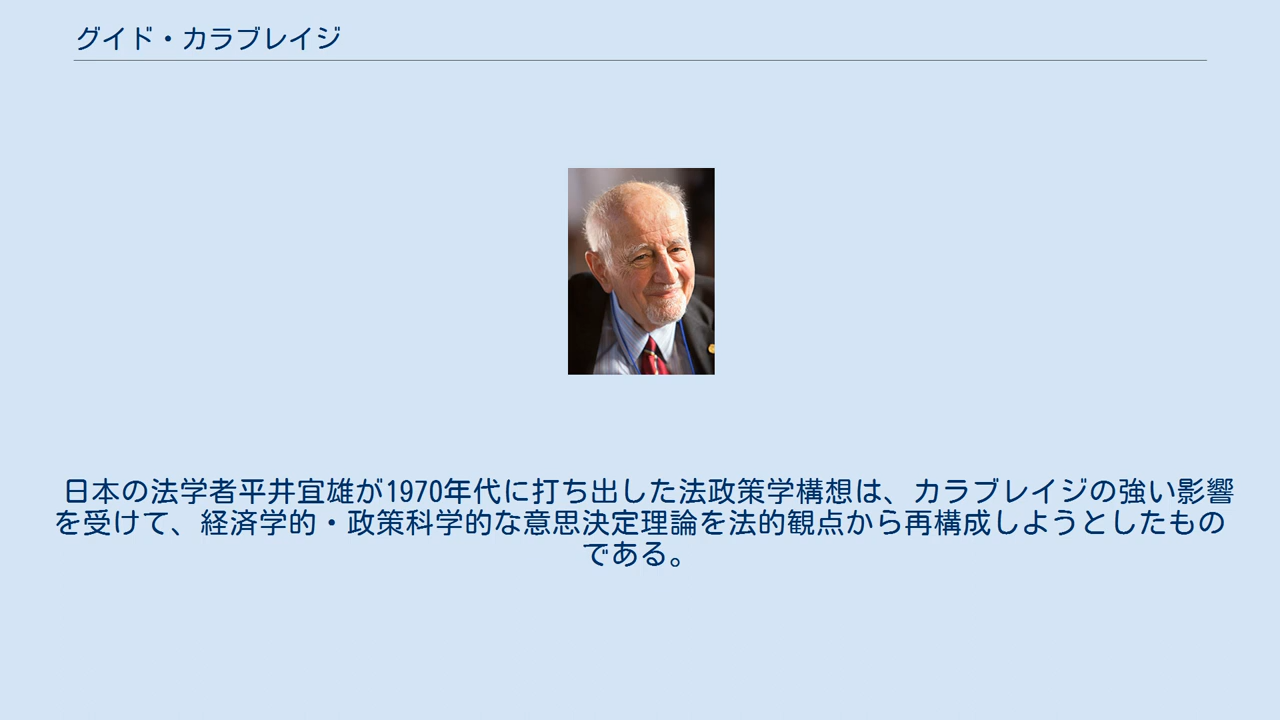 グイド・カラブレイジ
日本の法学者平井宜雄が1970年代に打ち出した法政策学構想は、カラブレイジの強い影響
を受けて、経済学的・政策科学的な意思決定理論を法的観点から再構成しようとしたもの
である。